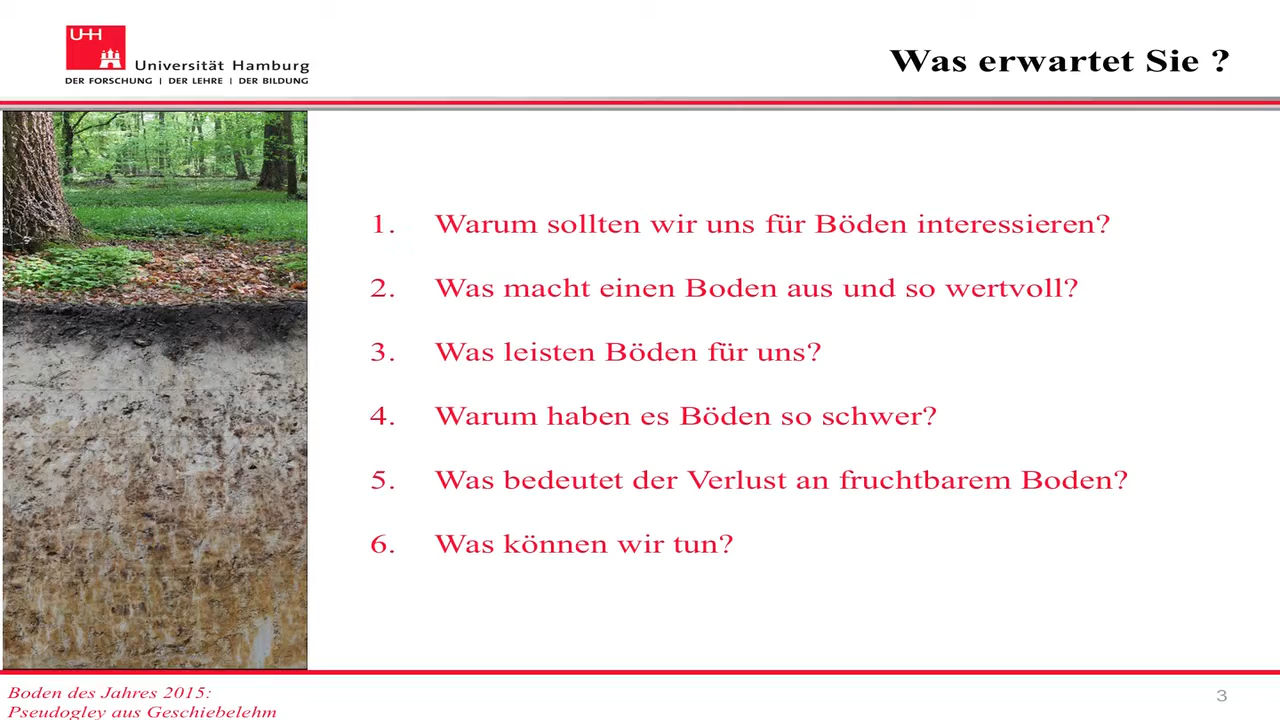 UHH
Universität Hamburg
DER FORSCHUNG | DER LEHRE | DER BILDUNG
Was erwartet Sie ?
1. Warum sollten wir uns für Böden interessieren?
2. Was macht einen Boden aus und so wertvoll?
3. Was leisten Böden für uns?
4. Warum haben es Böden so schwer?
5. Was bedeutet der Verlust an fruchtbarem Boden?
6. Was können wir tun?
Boden des Jahres 2015:
Pseudogley aus Geschiebelehm
3